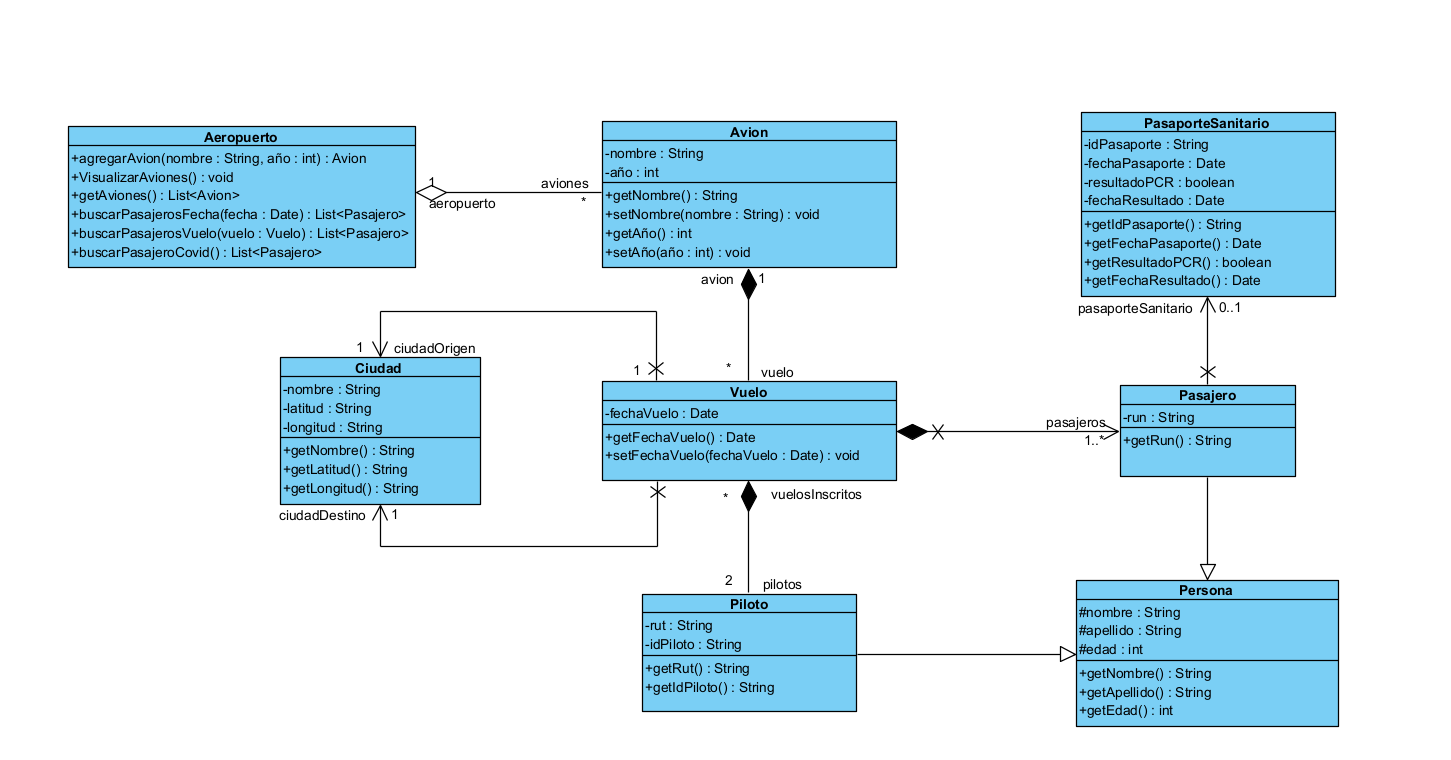 Aeropuerto
+agregarAvion(nombre : String, año : int) : Avion
+VisualizarAviones() : void
+getAviones() : List<Avion>
+buscarPasajerosFecha(fecha : Date) : List<Pasajero>
+buscarPasajerosVuelo(vuelo : Vuelo) : List<Pasajero>
+buscarPasajeroCovid() : List<Pasajero>
1
aeropuerto
aviones
*
Avion
-nombre : String
-año : int
+getNombre() : String
+setNombre(nombre : String) : void
+getAño() : int
+setAño(año : int) : void
avion
1
*
vuelo
PasaporteSanitario
-idPasaporte : String
-fechaPasaporte : Date
-resultadoPCR : boolean
-fechaResultado : Date
+getIdPasaporte() : String
+getFechaPasaporte() : Date
+getResultadoPCR() : boolean
+getFechaResultado() : Date
pasaporteSanitario
0..1
1
ciudadOrigen
1
Ciudad
-nombre : String
-latitud : String
-longitud : String
+getNombre() : String
+getLatitud() : String
+getLongitud() : String
ciudadDestino
1
Vuelo
-fechaVuelo : Date
+getFechaVuelo() : Date
+setFechaVuelo(fechaVuelo : Date) : void
pasajeros
1..*
Pasajero
-run : String
+getRun() : String
*
vuelosInscritos
2
pilotos
Piloto
-rut : String
-idPiloto : String
+getRut() : String
+getIdPiloto() : String
Persona
#nombre : String
#apellido : String
#edad : int
+getNombre() : String
+getApellido() : String
+getEdad() : int